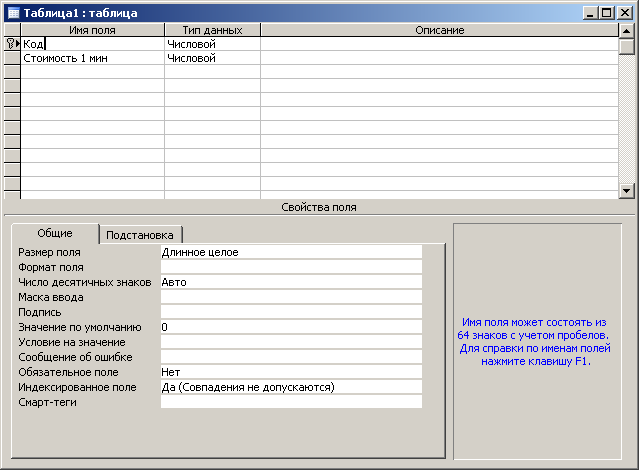 Таблица1 : таблица
Имя поля Тип данных Описание
Код Числовой
Стоимость 1 мин Числовой
Свойства поля
Общие Подстановка
Размер поля Длинное целое
Формат поля
Число десятичных знаков Авто
Маска ввода
Подпись
Значение по умолчанию 0
Условие на значение
Сообщение об ошибке
Обязательное поле Нет
Индексированное поле Да (Совпадения не допускаются)
Смарт-теги
Имя поля может состоять из
64 знаков с учетом пробелов.
Для справки по именам полей
нажмите клавишу F1.